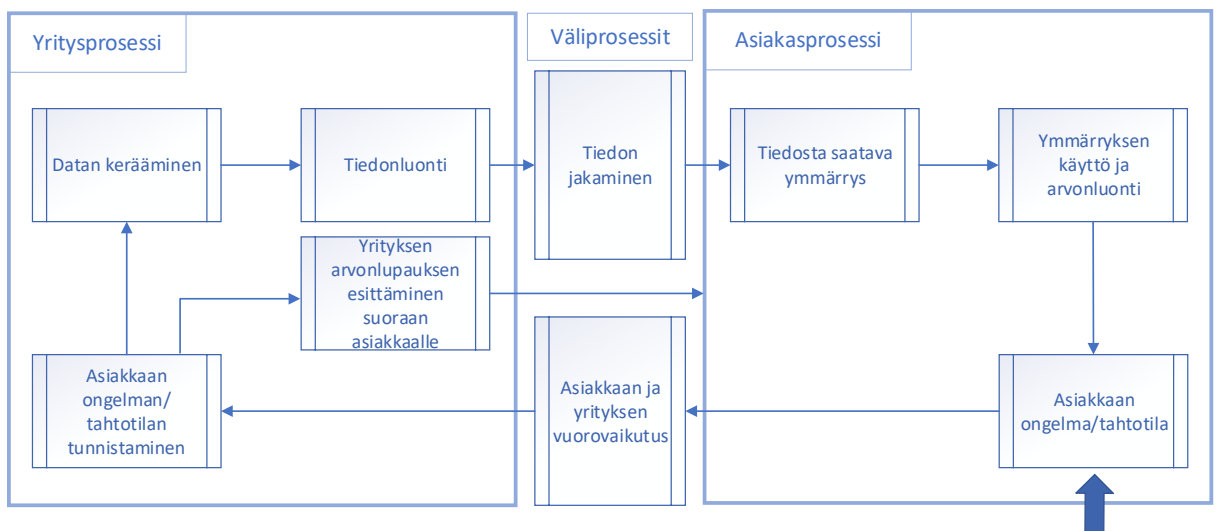 Yritysprosessi
Väliprosessit
Asiakasprosessi
Datan kerääminen
Tiedonluonti
Tiedon
jakaminen
Tiedosta saatava
ymmärrys
Ymmärryksen
käyttö ja
arvonluonti
Yrityksen
arvonlupauksen
esittäminen
suoraan
asiakkaalle
Asiakkaan
ongelman/
tahtotilan
tunnistaminen
Asiakkaan ja
yrityksen
vuorovaikutus
Asiakkaan
ongelma/tahtotila